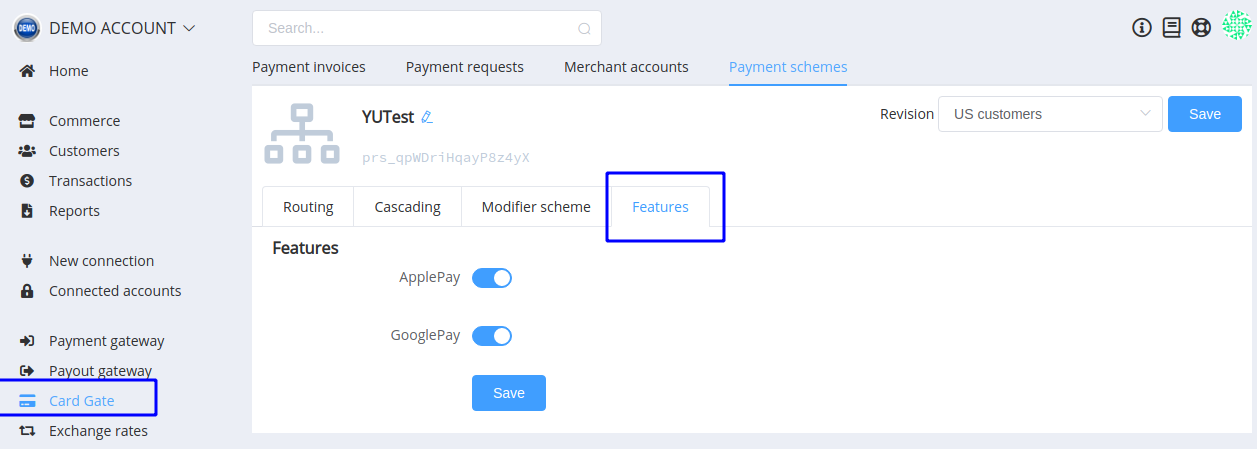 DEMO
DEMO ACCOUNT
Search...
Home
Commerce
Customers
Transactions
Reports
New connection
Connected accounts
Payment gateway
Payout gateway
Card Gate
Exchange rates
Payment invoices Payment requests Merchant accounts Payment schemes
YUTest
prs_qpWDriHqayP8z4yX
Revision US customers Save
Routing Cascading Modifier scheme Features
Features
ApplePay
GooglePay
Save